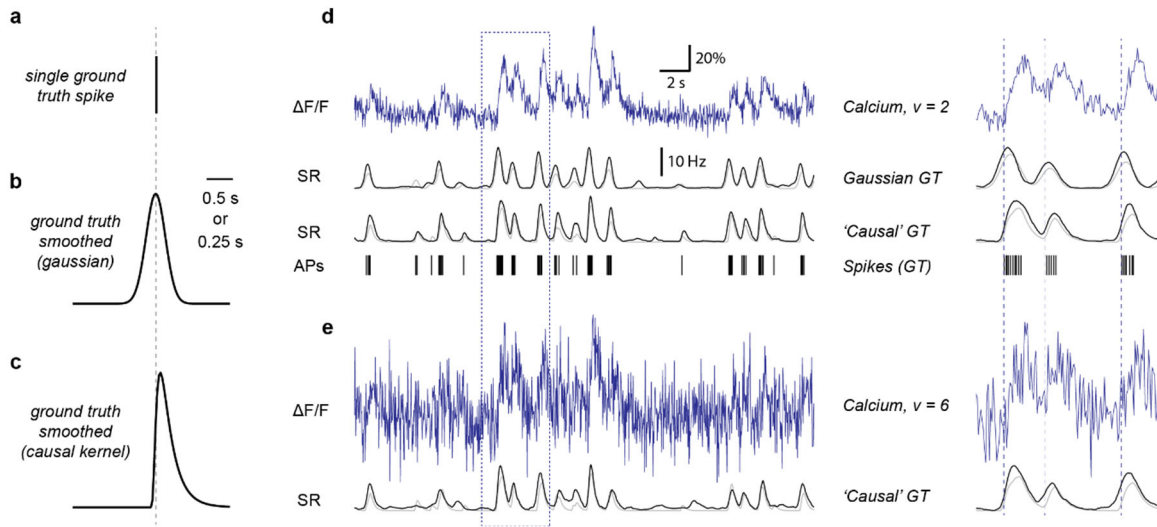 a
single ground
truth spike
b
0.5 s
or
0.25 s
ground truth
smoothed
(gaussian)
c
ground truth
smoothed
(causal kernel)
d
20%
2 s
ΔF/F
Calcium, ν = 2
10 Hz
SR
Gaussian GT
SR
‘Causal’ GT
APs
Spikes (GT)
e
ΔF/F
Calcium, ν = 6
SR
‘Causal’ GT